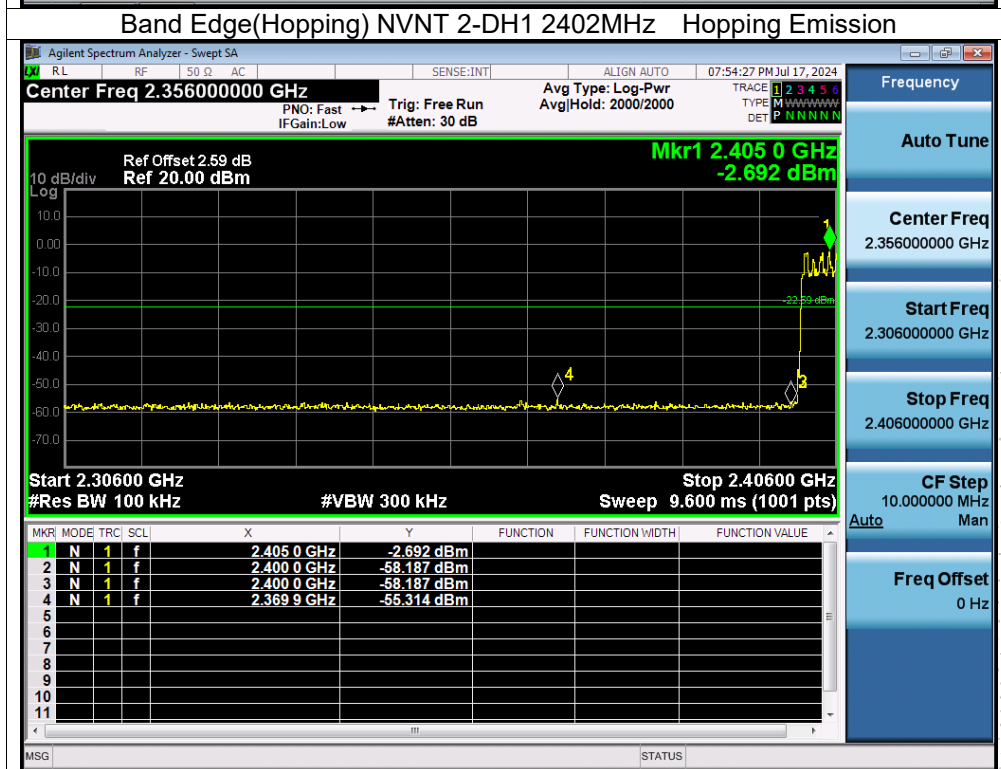 Band Edge(Hopping) NVNT 2-DH1 2402MHz Hopping Emission
Agilent Spectrum Analyzer - Swept SA
LXI RL RF 50 Ω AC SENSE:INT ALIGN AUTO 07:54:27 PM Jul 17, 2024
Center Freq 2.356000000 GHz
PNO: Fast
IFGain:Low
Trig: Free Run
#Atten: 30 dB
Avg Type: Log-Pwr
Avg|Hold: 2000/2000
TRACE 1 2 3 4 5 6
TYPE M WWWWW
DET P N N N N N
Mkr1 2.405 0 GHz
-2.692 dBm
Ref Offset 2.59 dB
10 dB/div Ref 20.00 dBm
Log
10.0
0.00
-10.0
-20.0
-30.0
-40.0
-50.0
-60.0
-70.0
1
-22.59 dBm
4
3
Start 2.30600 GHz Stop 2.40600 GHz
#Res BW 100 kHz #VBW 300 kHz Sweep 9.600 ms (1001 pts)
MKR MODE TRC SCL X Y FUNCTION FUNCTION WIDTH FUNCTION VALUE
1 N 1 f 2.405 0 GHz -2.692 dBm
2 N 1 f 2.400 0 GHz -58.187 dBm
3 N 1 f 2.400 0 GHz -58.187 dBm
4 N 1 f 2.369 9 GHz -55.314 dBm
5
6
7
8
9
10
11
MSG STATUS
Frequency
Auto Tune
Center Freq
2.356000000 GHz
Start Freq
2.306000000 GHz
Stop Freq
2.406000000 GHz
CF Step
10.000000 MHz
Auto Man
Freq Offset
0 Hz